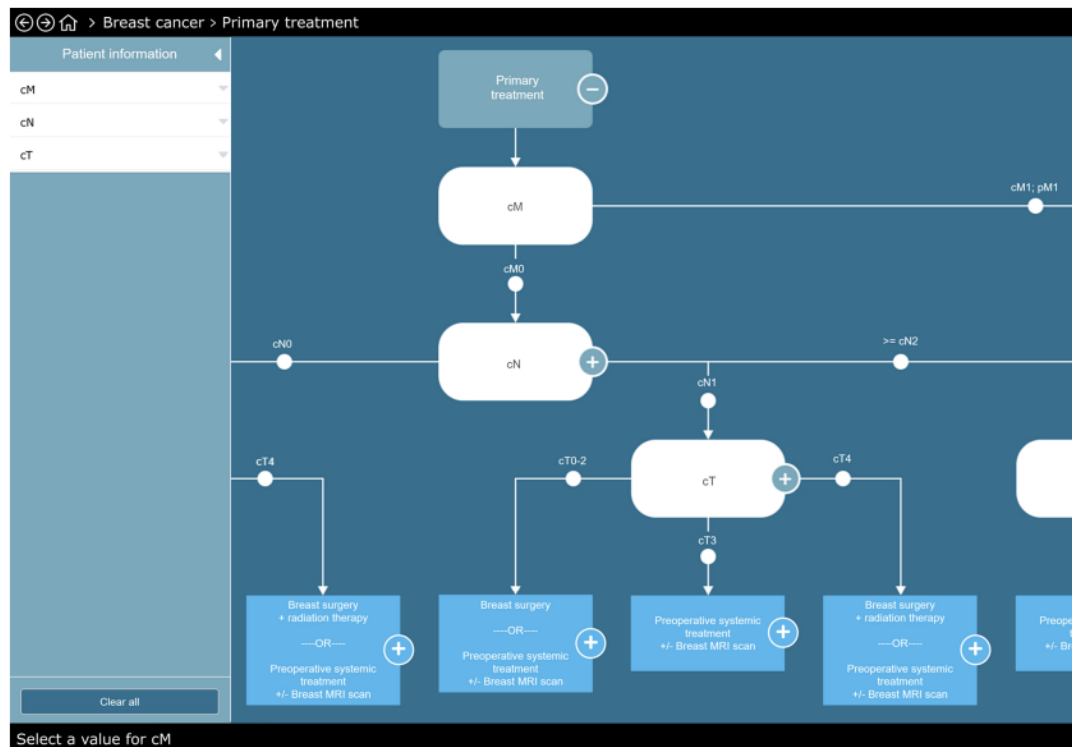 > Breast cancer > Primary treatment
Patient information
cM
cN
cT
Clear all
Primary
treatment
cM
cM1; pM1
cM0
cN0
cN
>= cN2
cN1
cT4
cT0-2
cT
cT4
cT3
Breast surgery
+ radiation therapy
----OR----
Preoperative systemic
treatment
+/- Breast MRI scan
Breast surgery
----OR----
Preoperative systemic
treatment
+/- Breast MRI scan
Preoperative systemic
treatment
+/- Breast MRI scan
Breast surgery
+ radiation therapy
----OR----
Preoperative systemic
treatment
+/- Breast MRI scan
Select a value for cM